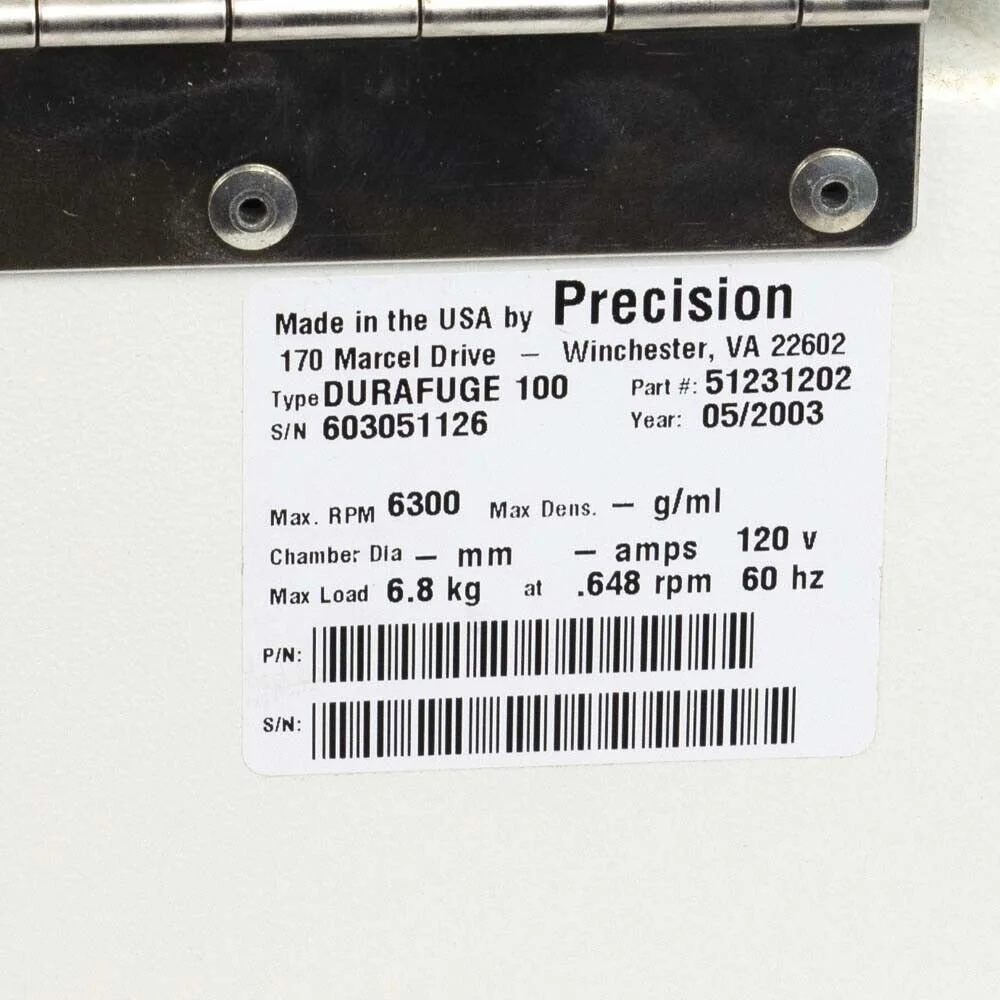 Made in the USA by Precision
170 Marcel Drive – Winchester, VA 22602
Type DURAFUGE 100 Part #: 51231202
S/N 603051126 Year: 05/2003
Max. RPM 6300 Max Dens. – g/ml
Chamber Dia – mm – amps 120 v
Max Load 6.8 kg at .648 rpm 60 hz
P/N:
S/N: